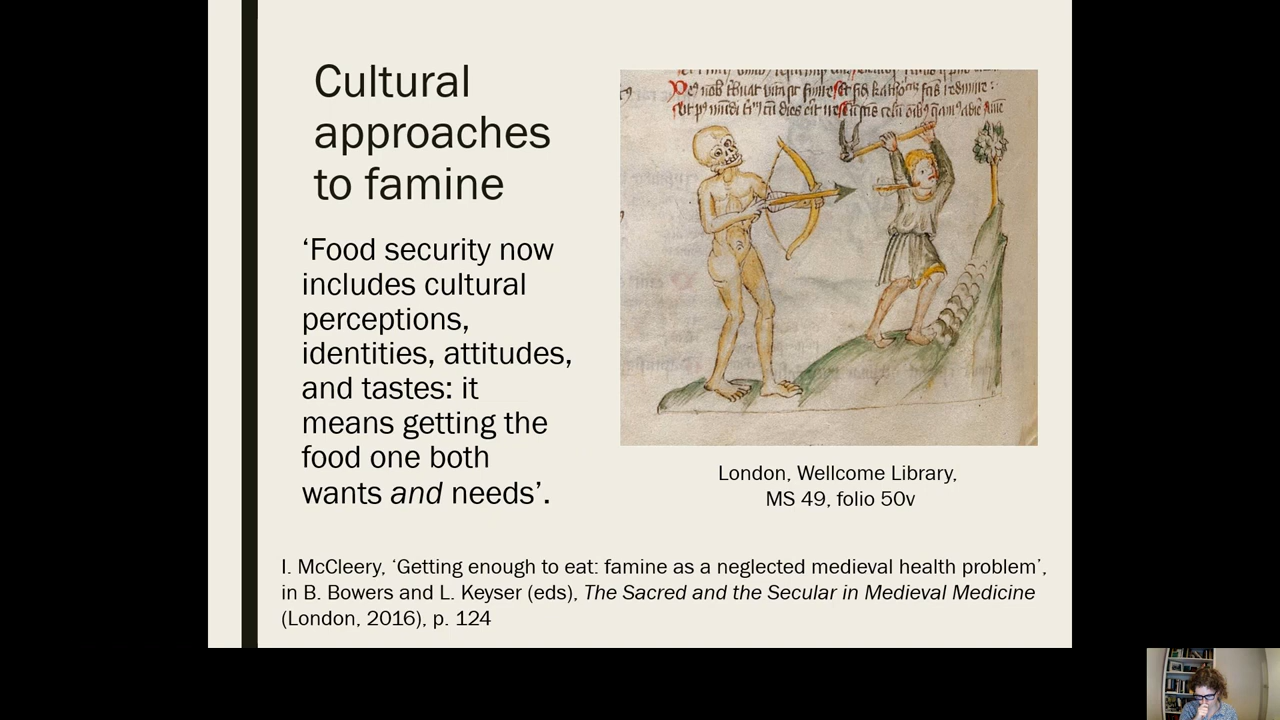 Cultural
approaches
to famine
‘Food security now
includes cultural
perceptions,
identities, attitudes,
and tastes: it
means getting the
food one both
wants and needs’.
London, Wellcome Library,
MS 49, folio 50v
I. McCleery, ‘Getting enough to eat: famine as a neglected medieval health problem’,
in B. Bowers and L. Keyser (eds), The Sacred and the Secular in Medieval Medicine
(London, 2016), p. 124